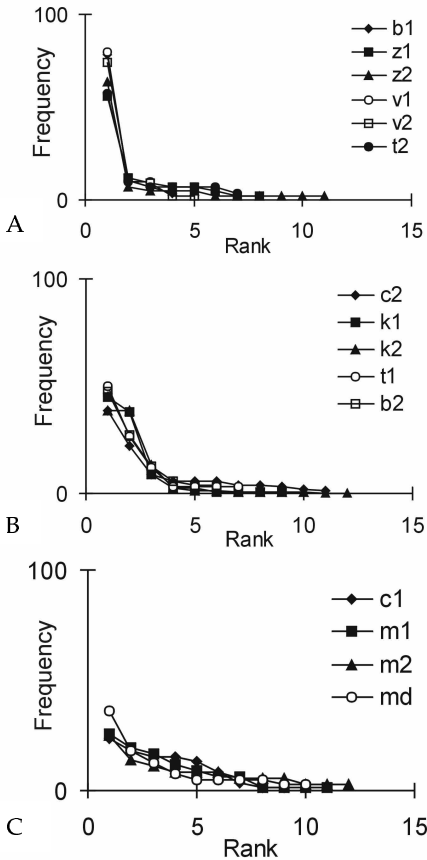 100
Frequency
b1
z1
z2
v1
v2
t2
0
0 5 10 15
Rank
A
100
Frequency
c2
k1
k2
t1
b2
0
0 5 10 15
Rank
B
100
Frequency
c1
m1
m2
md
0
0 5 10 15
Rank
C